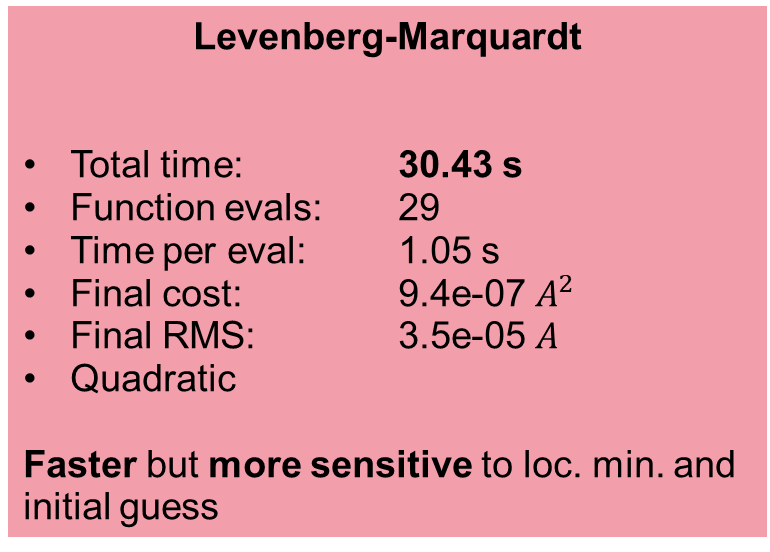 Levenberg-Marquardt
• Total time: 30.43 s
• Function evals: 29
• Time per eval: 1.05 s
• Final cost: 9.4e-07 A²
• Final RMS: 3.5e-05 A
• Quadratic
Faster but more sensitive to loc. min. and
initial guess